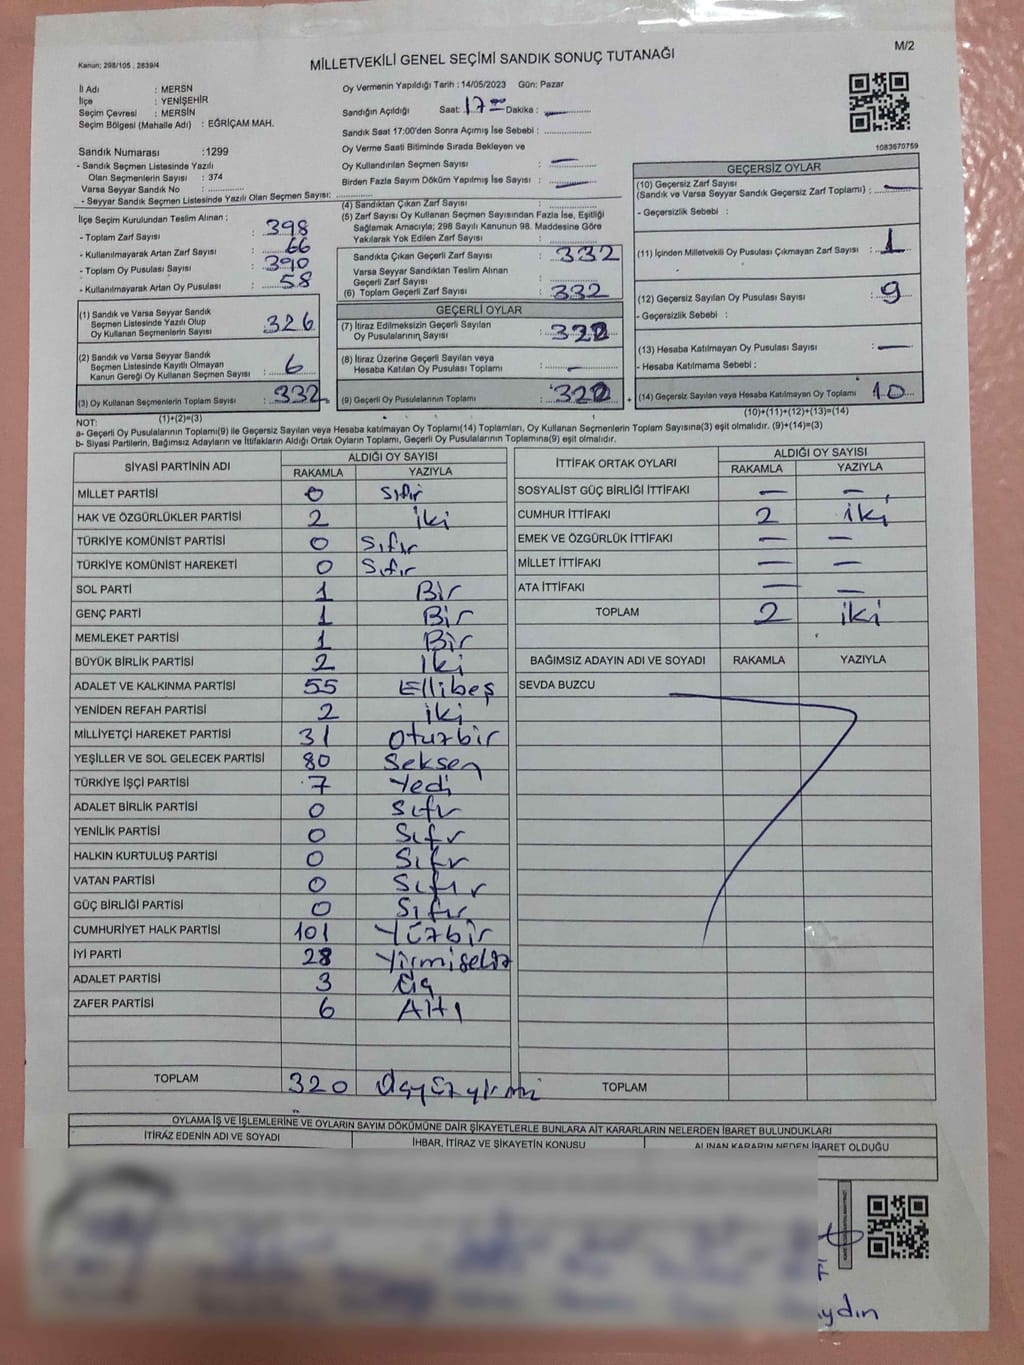 M/2
Kanun: 298/105 , 2839/4
MİLLETVEKİLİ GENEL SEÇİMİ SANDIK SONUÇ TUTANAĞI
İl Adı : MERSN
İlçe : YENİŞEHİR
Seçim Çevresi : MERSİN
Seçim Bölgesi (Mahalle Adı) : EĞRİÇAM MAH.
Sandık Numarası :1299
- Sandık Seçmen Listesinde Yazılı
Olan Seçmenlerin Sayısı : 374
Varsa Seyyar Sandık No :
- Seyyar Sandık Seçmen Listesinde Yazılı Olan Seçmen Sayısı:
Oy Vermenin Yapıldığı Tarih : 14/05/2023 Gün: Pazar
Sandığın Açıldığı Saat: 17 00 Dakika : —
Sandık Saat 17:00'den Sonra Açımış İse Sebebi :
Oy Verme Saati Bitiminde Sırada Bekleyen ve
Oy Kullandırılan Seçmen Sayısı : —
Birden Fazla Sayım Döküm Yapılmış İse Sayısı : —
1083670759
İlçe Seçim Kurulundan Teslim Alınan ;
- Toplam Zarf Sayısı : 398
- Kullanılmayarak Artan Zarf Sayısı : 66
- Toplam Oy Pusulası Sayısı : 390
- Kullanılmayarak Artan Oy Pusulası : 58
(1) Sandık ve Varsa Seyyar Sandık
Seçmen Listesinde Yazılı Olup
Oy Kullanan Seçmenlerin Sayısı : 326
(2) Sandık ve Varsa Seyyar Sandık
Seçmen Listesinde Kayıtlı Olmayan
Kanun Gereği Oy Kullanan Seçmen Sayısı : 6
(3) Oy Kullanan Seçmenlerin Toplam Sayısı : 332
(1)+(2)=(3)
(4) Sandıktan Çıkan Zarf Sayısı :
(5) Zarf Sayısı Oy Kullanan Seçmen Sayısından Fazla İse, Eşitliği
Sağlamak Amacıyla; 298 Sayılı Kanunun 98. Maddesine Göre
Yakılarak Yok Edilen Zarf Sayısı :
Sandıkta Çıkan Geçerli Zarf Sayısı : 332
Varsa Seyyar Sandıktan Teslim Alınan
Geçerli Zarf Sayısı :
(6) Toplam Geçerli Zarf Sayısı : 332
GEÇERLİ OYLAR
(7) İtiraz Edilmeksizin Geçerli Sayılan
Oy Pusulalarının Sayısı : 322
(8) İtiraz Üzerine Geçerli Sayılan veya
Hesaba Katılan Oy Pusulası Toplamı : —
(9) Geçerli Oy Pusulalarının Toplamı : 322
GEÇERSİZ OYLAR
(10) Geçersiz Zarf Sayısı
(Sandık ve Varsa Seyyar Sandık Geçersiz Zarf Toplamı) : —
- Geçersizlik Sebebi :
(11) İçinden Milletvekili Oy Pusulası Çıkmayan Zarf Sayısı : 1
(12) Geçersiz Sayılan Oy Pusulası Sayısı : 9
- Geçersizlik Sebebi :
(13) Hesaba Katılmayan Oy Pusulası Sayısı : —
- Hesaba Katılmama Sebebi :
(14) Geçersiz Sayılan veya Hesaba Katılmayan Oy Toplamı : 10
(10)+(11)+(12)+(13)=(14)
NOT:
a- Geçerli Oy Pusulalarının Toplamı(9) ile Geçersiz Sayılan veya Hesaba Katılmayan Oy Toplamı(14) Toplamları, Oy Kullanan Seçmenlerin Toplam Sayısına(3) eşit olmalıdır. (9)+(14)=(3)
b- Siyasi Partilerin, Bağımsız Adayların ve İttifakların Aldığı Ortak Oyların Toplamı, Geçerli Oy Pusulalarının Toplamına(9) eşit olmalıdır.
SİYASİ PARTİNİN ADI ALDIĞI OY SAYISI
RAKAMLA YAZIYLA
MİLLET PARTİSİ 0 Sıfır
HAK VE ÖZGÜRLÜKLER PARTİSİ 2 iki
TÜRKİYE KOMÜNİST PARTİSİ 0 Sıfır
TÜRKİYE KOMÜNİST HAREKETİ 0 Sıfır
SOL PARTİ 1 Bir
GENÇ PARTİ 1 Bir
MEMLEKET PARTİSİ 1 Bir
BÜYÜK BİRLİK PARTİSİ 2 iki
ADALET VE KALKINMA PARTİSİ 55 Ellibeş
YENİDEN REFAH PARTİSİ 2 iki
MİLLİYETÇİ HAREKET PARTİSİ 31 otuzbir
YEŞİLLER VE SOL GELECEK PARTİSİ 80 Seksen
TÜRKİYE İŞÇİ PARTİSİ 7 Yedi
ADALET BİRLİK PARTİSİ 0 Sıfır
YENİLİK PARTİSİ 0 Sıfır
HALKIN KURTULUŞ PARTİSİ 0 Sıfır
VATAN PARTİSİ 0 Sıfır
GÜÇ BİRLİĞİ PARTİSİ 0 Sıfır
CUMHURİYET HALK PARTİSİ 101 Yüzbir
İYİ PARTİ 28 Yirmisekiz
ADALET PARTİSİ 3 Üç
ZAFER PARTİSİ 6 Altı
TOPLAM 320 üçyüzyirmi
İTTİFAK ORTAK OYLARI ALDIĞI OY SAYISI
RAKAMLA YAZIYLA
SOSYALİST GÜÇ BİRLİĞİ İTTİFAKI — —
CUMHUR İTTİFAKI 2 iki
EMEK VE ÖZGÜRLÜK İTTİFAKI — —
MİLLET İTTİFAKI — —
ATA İTTİFAKI — —
TOPLAM 2 iki
BAĞIMSIZ ADAYIN ADI VE SOYADI RAKAMLA YAZIYLA
SEVDA BUZCU
TOPLAM
OYLAMA İŞ VE İŞLEMLERİNE VE OYLARIN SAYIM DÖKÜMÜNE DAİR ŞİKAYETLERLE BUNLARA AİT KARARLARIN NELERDEN İBARET BULUNDUKLARI
İTİRAZ EDENİN ADI VE SOYADI İHBAR, İTİRAZ VE ŞİKAYETİN KONUSU ALINAN KARARIN NEDEN İBARET OLDUĞU
ydın